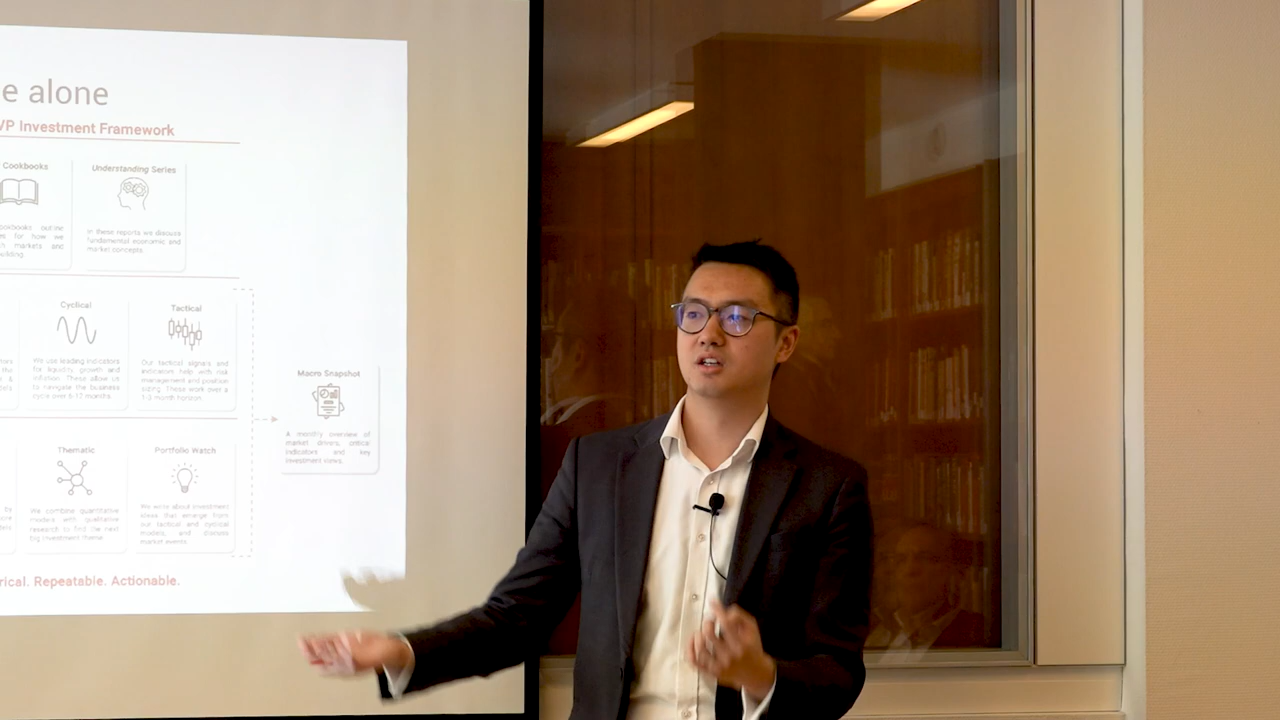 e alone
VP Investment Framework
Cookbooks
Understanding Series
In these reports we discuss
fundamental economic and
market concepts.
Cyclical
Tactical
We use leading indicators
for liquidity, growth and
inflation. These allow us
to navigate the business
cycle over 6-12 months.
Our tactical signals and
indicators help with risk
management and position
sizing. These work over a
1-3 month horizon.
Macro Snapshot
A monthly overview of
market drivers, critical
indicators and key
investment views.
Thematic
Portfolio Watch
We combine quantitative
models with qualitative
research to find the next
big investment theme.
We write about investment
ideas that emerge from
our tactical and cyclical
models, and discuss
market events.
rical. Repeatable. Actionable.